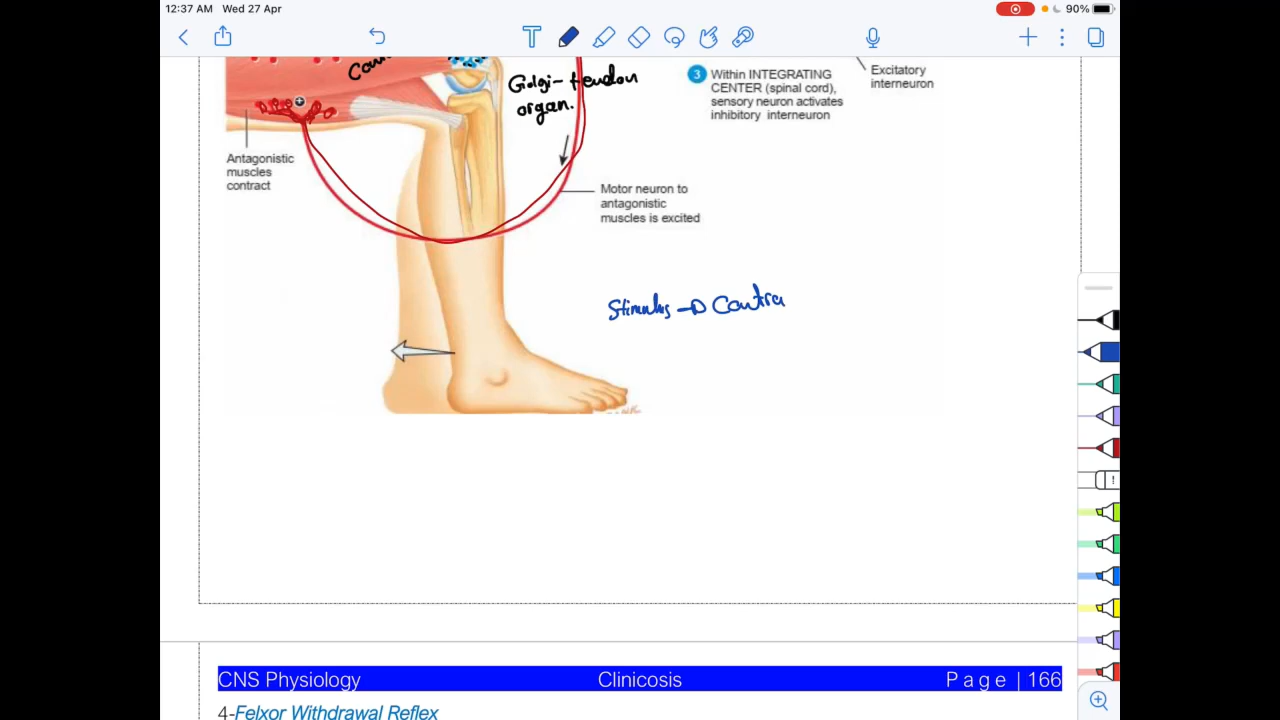 12:37 AM Wed 27 Apr
90%
T
Con
Golgi-tendon
organ.
3 Within INTEGRATING
CENTER (spinal cord),
sensory neuron activates
inhibitory interneuron
Excitatory
interneuron
Antagonistic
muscles
contract
Motor neuron to
antagonistic
muscles is excited
Stimulus → Contra
CNS Physiology Clinicosis P a g e | 166
4-Felxor Withdrawal Reflex